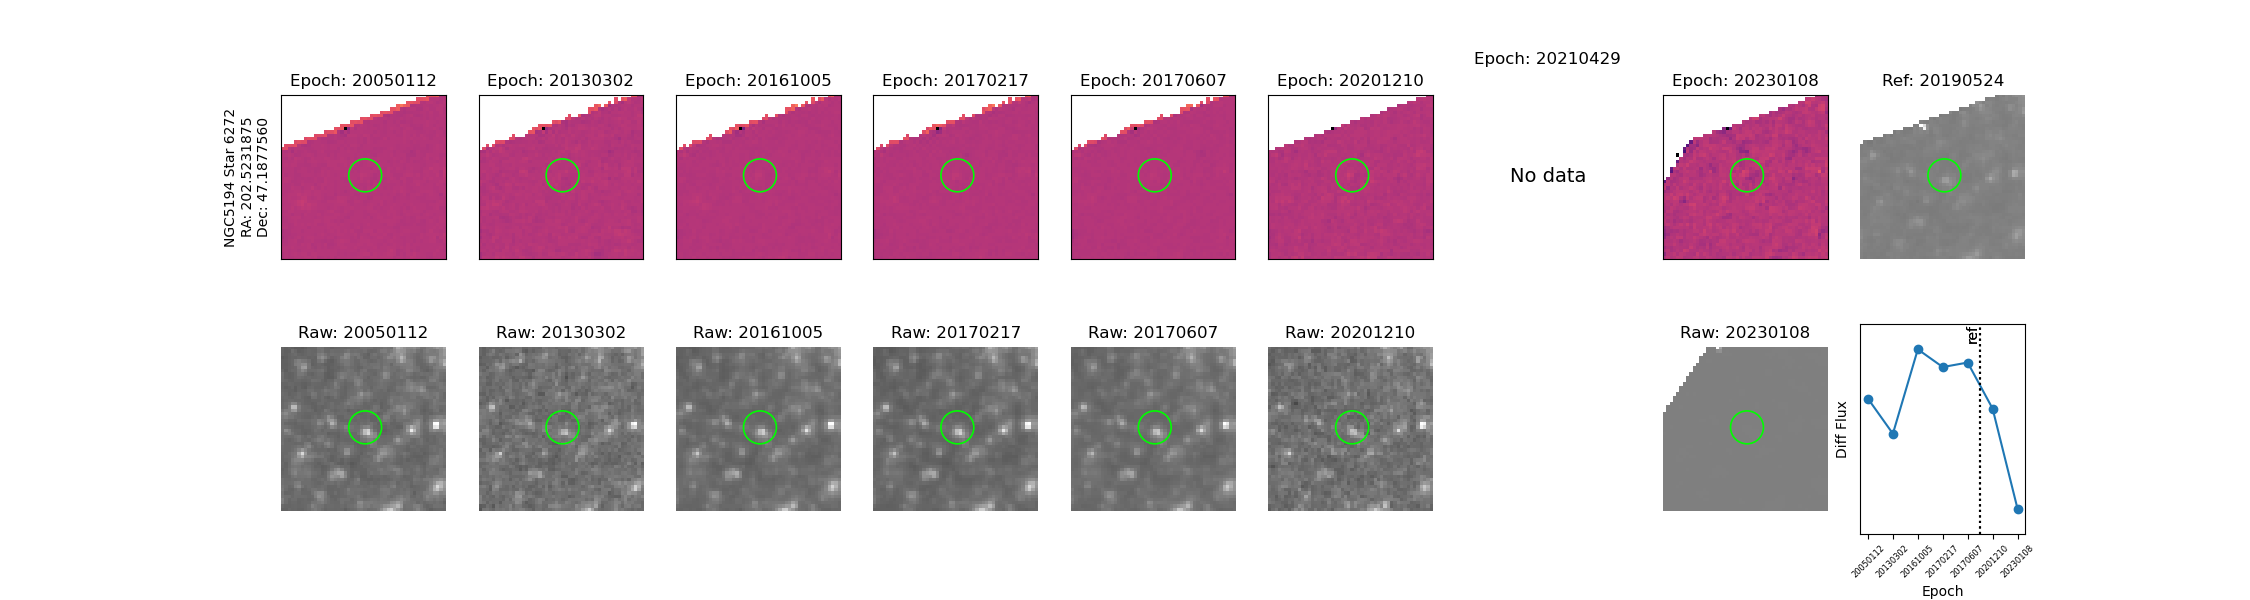 Epoch: 20210429
Epoch: 20050112
Epoch: 20130302
Epoch: 20161005
Epoch: 20170217
Epoch: 20170607
Epoch: 20201210
Epoch: 20230108
Ref: 20190524
NGC5194 Star 6272
RA: 202.5231875
Dec: 47.1877560
No data
Raw: 20050112
Raw: 20130302
Raw: 20161005
Raw: 20170217
Raw: 20170607
Raw: 20201210
Raw: 20230108
ref
Diff Flux
20050112
20130302
20161005
20170217
20170607
20201210
20230108
Epoch